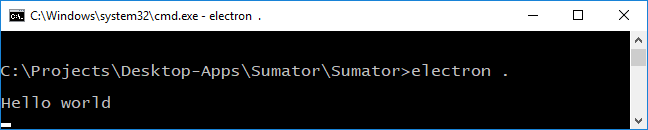 C:\Windows\system32\cmd.exe - electron .
C:\Projects\Desktop-Apps\Sumator\Sumator>electron .
Hello world